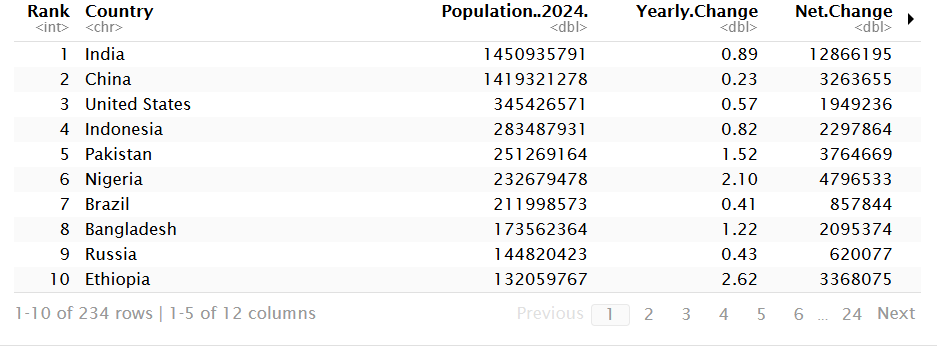 Rank Country Population..2024. Yearly.Change Net.Change
<int> <chr> <dbl> <dbl> <dbl>
1 India 1450935791 0.89 12866195
2 China 1419321278 0.23 3263655
3 United States 345426571 0.57 1949236
4 Indonesia 283487931 0.82 2297864
5 Pakistan 251269164 1.52 3764669
6 Nigeria 232679478 2.10 4796533
7 Brazil 211998573 0.41 857844
8 Bangladesh 173562364 1.22 2095374
9 Russia 144820423 0.43 620077
10 Ethiopia 132059767 2.62 3368075
1-10 of 234 rows | 1-5 of 12 columns Previous 1 2 3 4 5 6 ... 24 Next